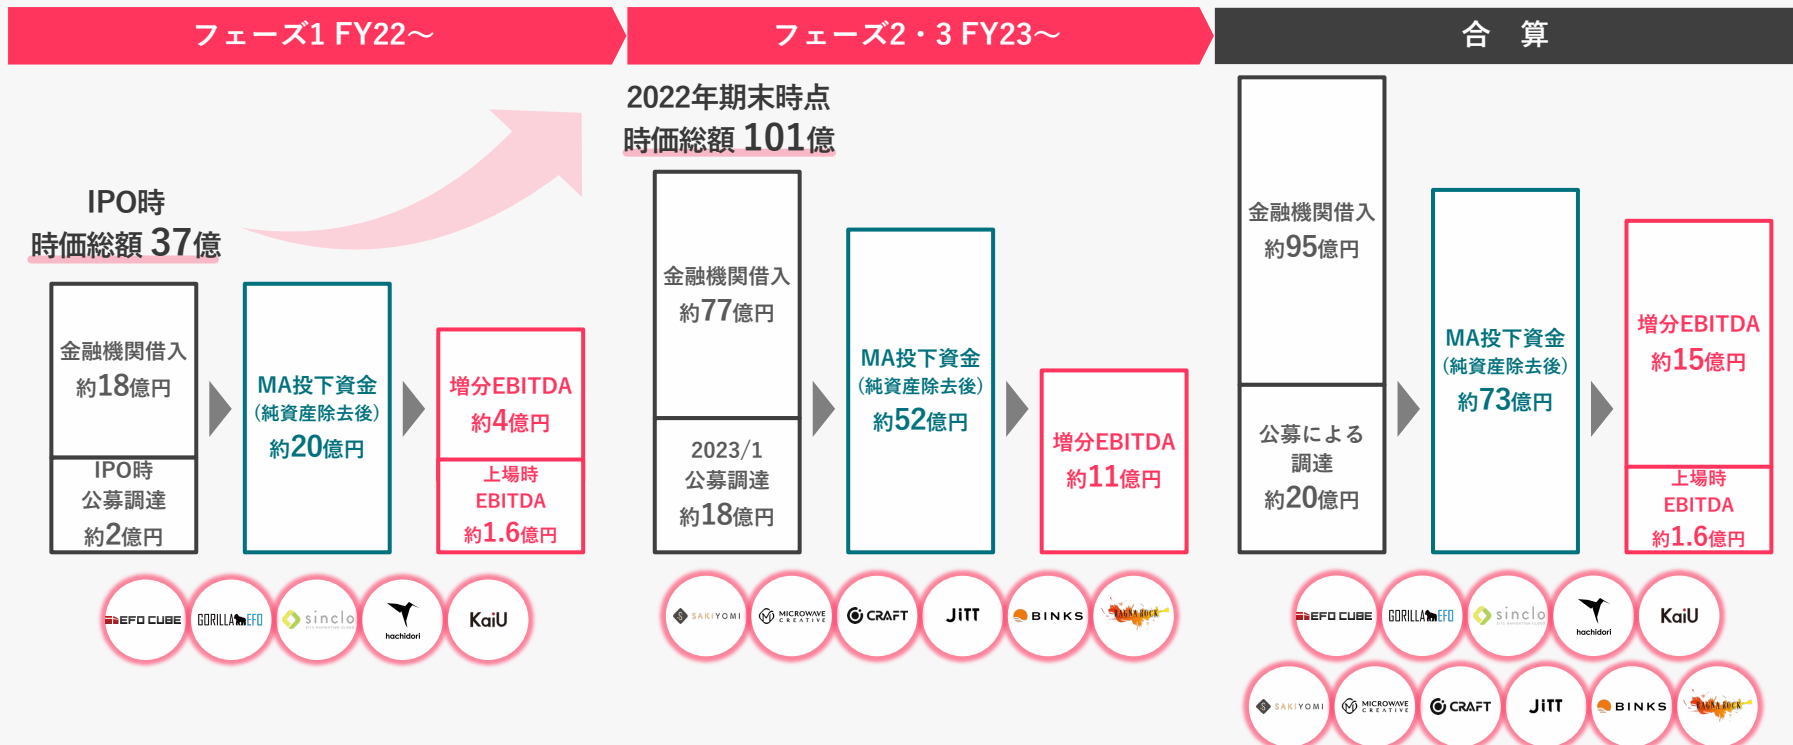 フェーズ1 FY22～
フェーズ2・3 FY23～
合　算
IPO時
時価総額 37億
金融機関借入
約18億円
IPO時
公募調達
約2億円
MA投下資金
(純資産除去後)
約20億円
増分EBITDA
約4億円
上場時
EBITDA
約1.6億円
EFO CUBE
GORILLA EFO
sinclo
hachidori
KaiU
2022年期末時点
時価総額 101億
金融機関借入
約77億円
2023/1
公募調達
約18億円
MA投下資金
(純資産除去後)
約52億円
増分EBITDA
約11億円
SAKIYOMI
MICROWAVE
CREATIVE
CRAFT
JiTT
BINKS
RAGNA ROCK
金融機関借入
約95億円
公募による
調達
約20億円
MA投下資金
(純資産除去後)
約73億円
増分EBITDA
約15億円
上場時
EBITDA
約1.6億円
EFO CUBE
GORILLA EFO
sinclo
hachidori
KaiU
SAKIYOMI
MICROWAVE
CREATIVE
CRAFT
JiTT
BINKS
RAGNA ROCK